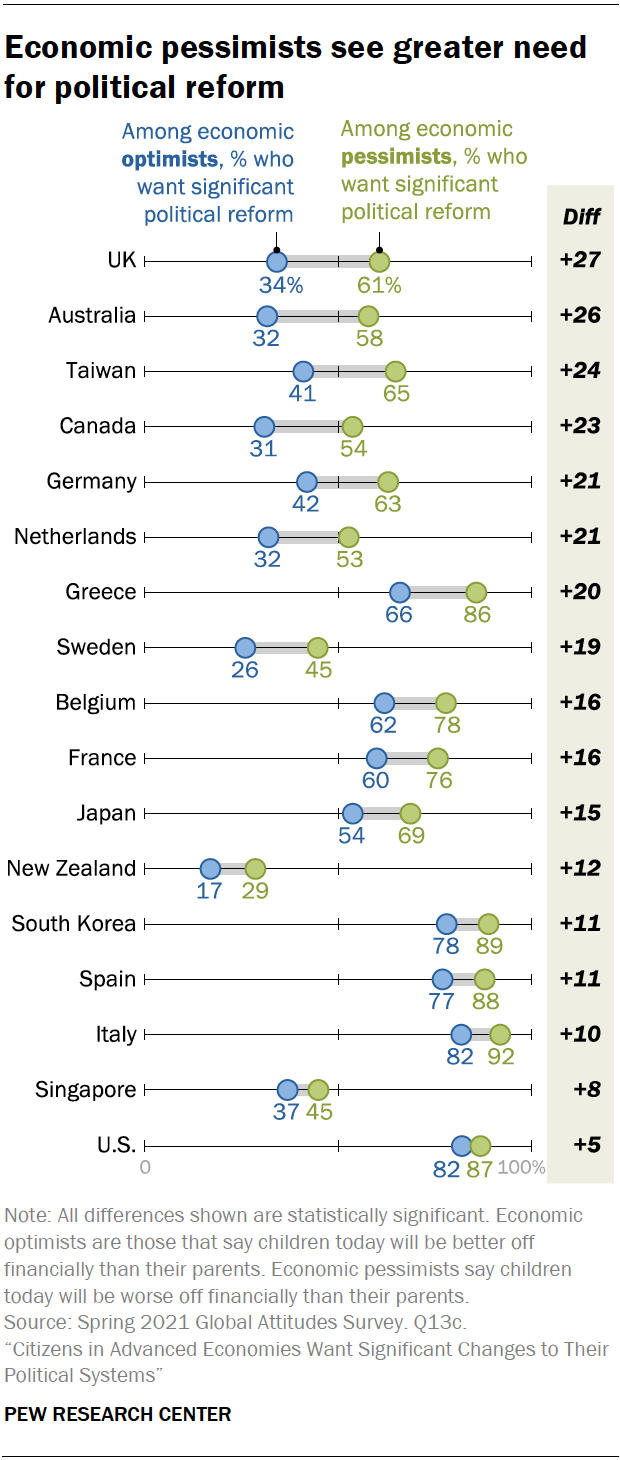 Economic pessimists see greater need
for political reform
Among economic
optimists, % who
want significant
political reform
Among economic
pessimists, % who
want significant
political reform
Diff
UK
34%
61%
+27
Australia
32
58
+26
Taiwan
41
65
+24
Canada
31
54
+23
Germany
42
63
+21
Netherlands
32
53
+21
Greece
66
86
+20
Sweden
26
45
+19
Belgium
62
78
+16
France
60
76
+16
Japan
54
69
+15
New Zealand
17
29
+12
South Korea
78
89
+11
Spain
77
88
+11
Italy
82
92
+10
Singapore
37
45
+8
U.S.
82
87
+5
0
100%
Note: All differences shown are statistically significant. Economic
optimists are those that say children today will be better off
financially than their parents. Economic pessimists say children
today will be worse off financially than their parents.
Source: Spring 2021 Global Attitudes Survey. Q13c.
“Citizens in Advanced Economies Want Significant Changes to Their
Political Systems”
PEW RESEARCH CENTER